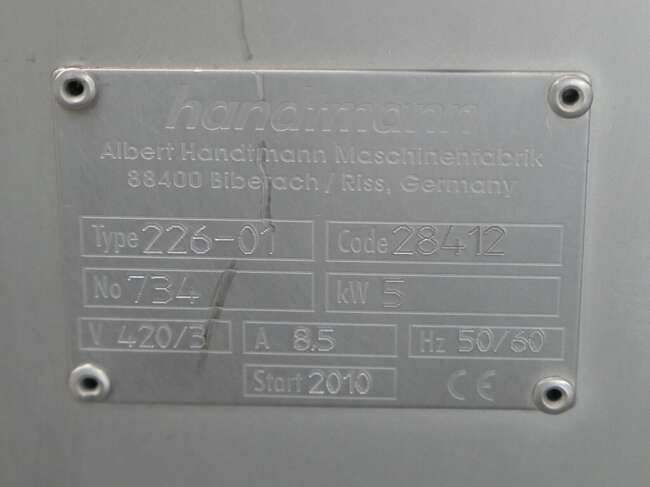 handtmann
Albert Handtmann Maschinenfabrik
88400 Biberach/Riss, Germany
Type 226-01 Code 28412
No 734 kW 5
V 420/3 A 8.5 Hz 50/60
Start 2010 CE